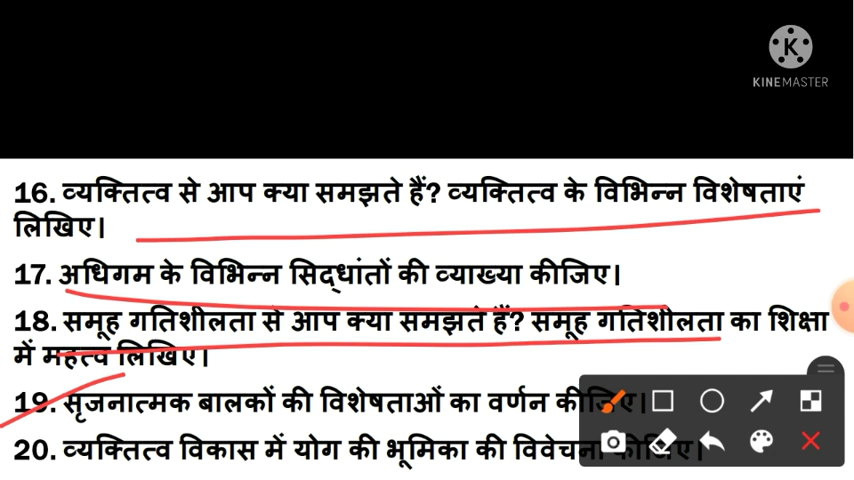 KINEMASTER
16. व्यक्तित्व से आप क्या समझते हैं? व्यक्तित्व के विभिन्न विशेषताएं
लिखिए।
17. अधिगम के विभिन्न सिद्धांतों की व्याख्या कीजिए।
18. समूह गतिशीलता से आप क्या समझते हैं? समूह गतिशीलता का शिक्षा
में महत्व लिखिए।
19. सृजनात्मक बालकों की विशेषताओं का वर्णन कीजिए।
20. व्यक्तित्व विकास में योग की भूमिका की विवेचना कीजिए।